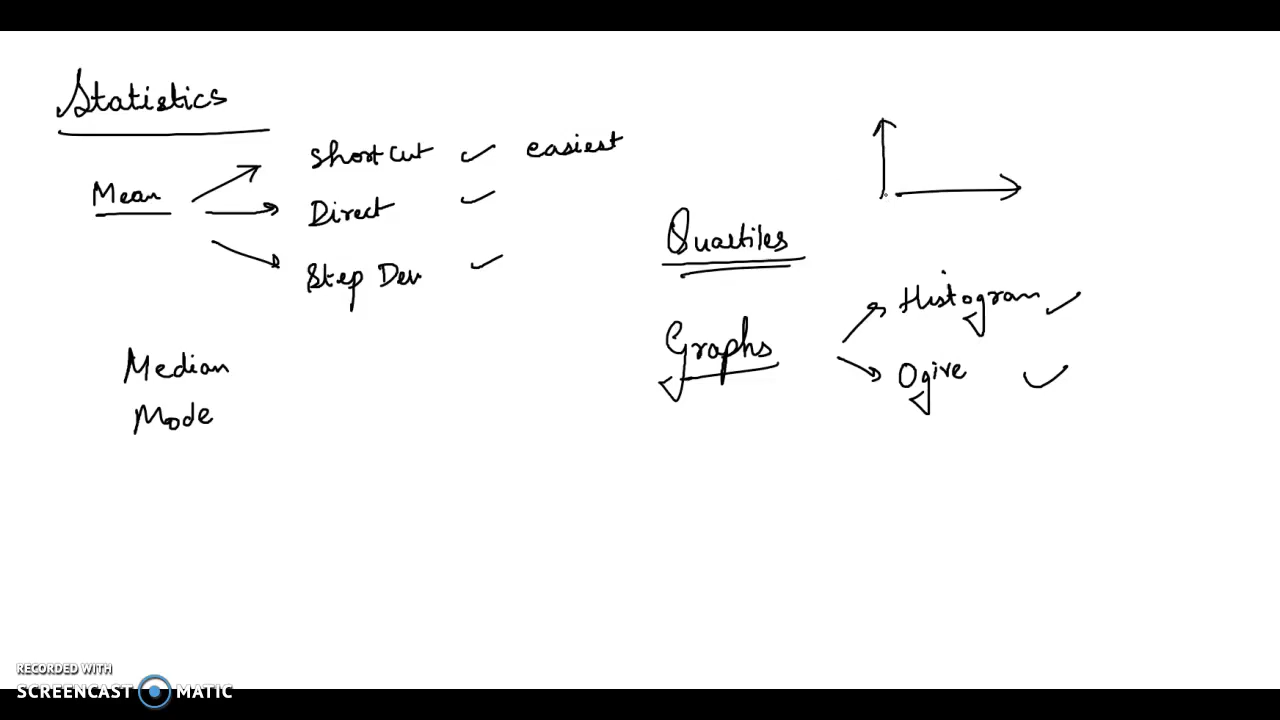 Statistics
Mean
Short Cut easiest
Direct
Step Dev
Median
Mode
Quartiles
Graphs
Histogram
Ogive
RECORDED WITH
SCREENCAST MATIC